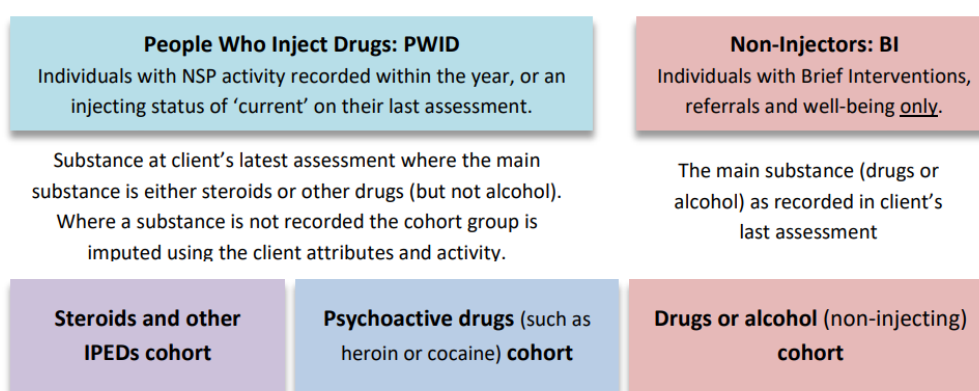 People Who Inject Drugs: PWID
Individuals with NSP activity recorded within the year, or an
injecting status of ‘current’ on their last assessment.
Non-Injectors: BI
Individuals with Brief Interventions,
referrals and well-being only.
Substance at client’s latest assessment where the main
substance is either steroids or other drugs (but not alcohol).
Where a substance is not recorded the cohort group is
imputed using the client attributes and activity.
The main substance (drugs or
alcohol) as recorded in client’s
last assessment
Steroids and other
IPEDs cohort
Psychoactive drugs (such as
heroin or cocaine) cohort
Drugs or alcohol (non-injecting)
cohort